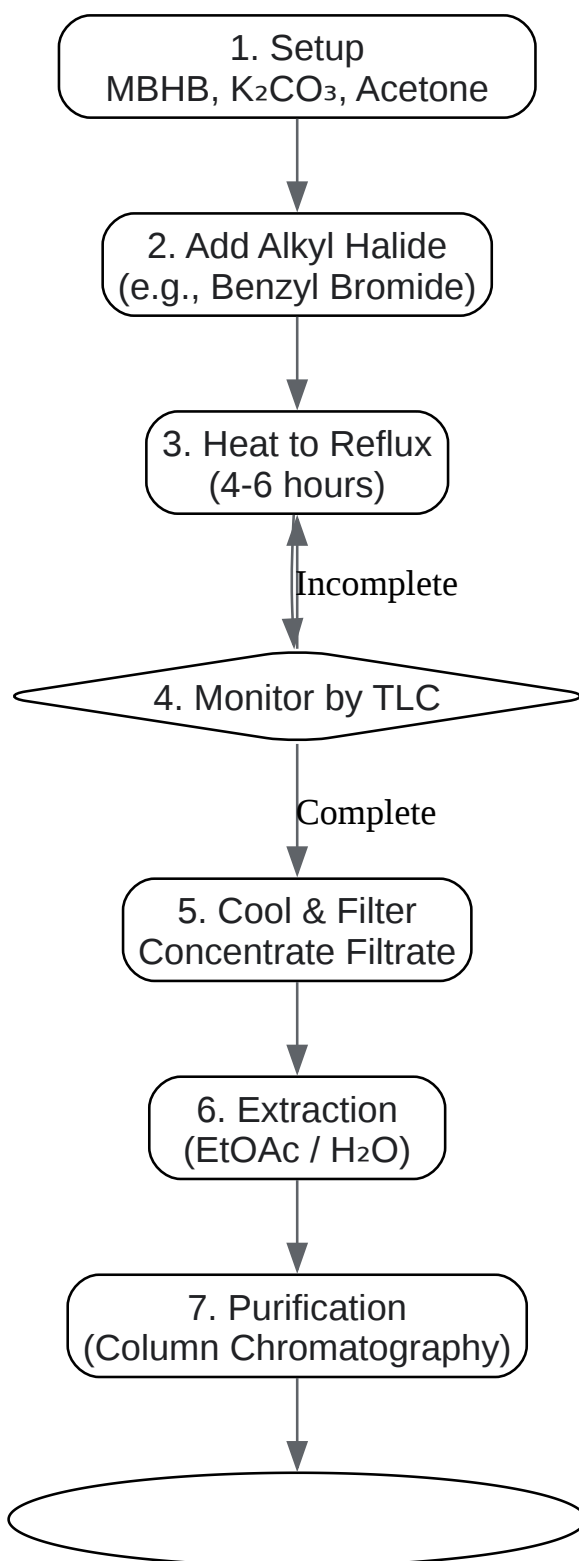 1. Setup
MBHB, K₂CO₃, Acetone
2. Add Alkyl Halide
(e.g., Benzyl Bromide)
3. Heat to Reflux
(4-6 hours)
Incomplete
4. Monitor by TLC
Complete
5. Cool & Filter
Concentrate Filtrate
6. Extraction
(EtOAc / H₂O)
7. Purification
(Column Chromatography)